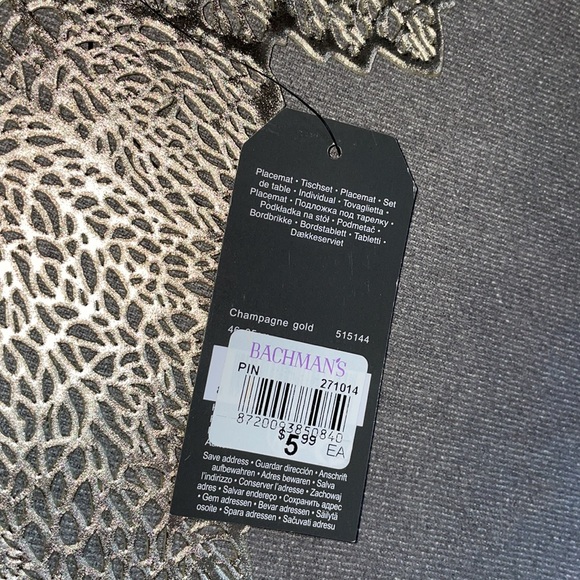 Placemat • Tischset • Placemat • Set
de table • Individual • Tovaglietta •
Placemat • Подложка под тарелку •
Podkładka na stół • Podmetač •
Bordbrikke • Bordstablett • Tabletti •
Dækkeserviet
Champagne gold 515144
BACHMAN'S
PIN 271014
8720093850840
$5.99 EA
Save address • Guardar dirección • Anschrift
aufbewahren • Adres bewaren • Salva
l'indirizzo • Conserver l'adresse • Zachowaj
adres • Salvar endereço • Сохранить адрес
• Gem adressen • Bevar adressen • Säilytä
osoite • Spara adressen • Sačuvati adresu